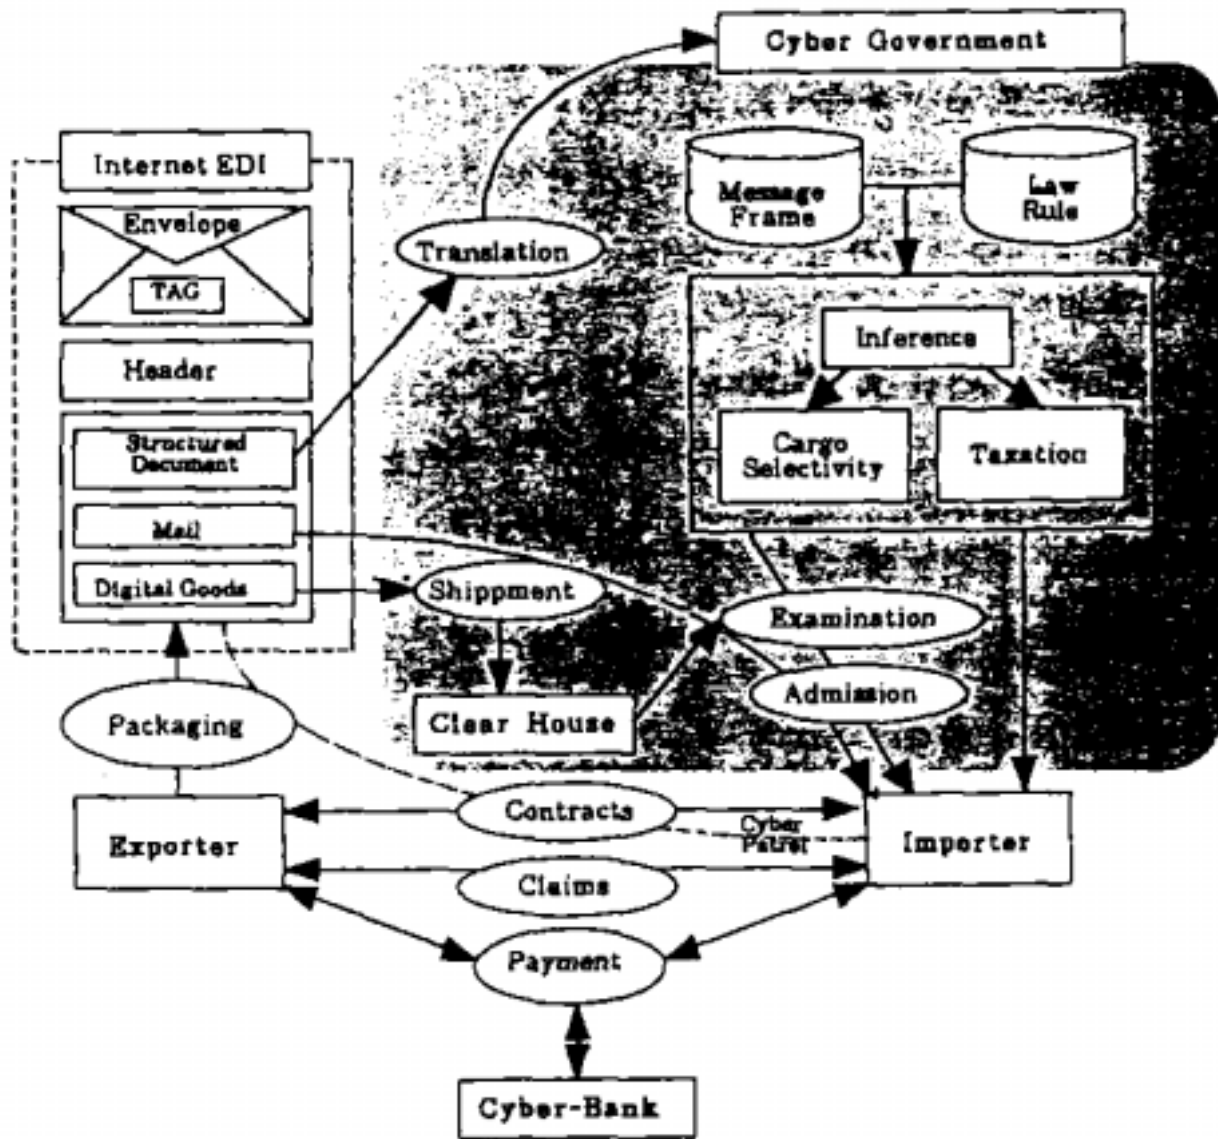 Cyber Government
Internet EDI
Envelope
TAG
Header
Structured
Document
Mail
Digital Goods
Translation
Message
Frame
Law
Rule
Inference
Cargo
Selectivity
Taxation
Shippment
Examination
Admission
Clear House
Packaging
Exporter
Contracts
Cyber
Patrol
Importer
Claims
Payment
Cyber-Bank